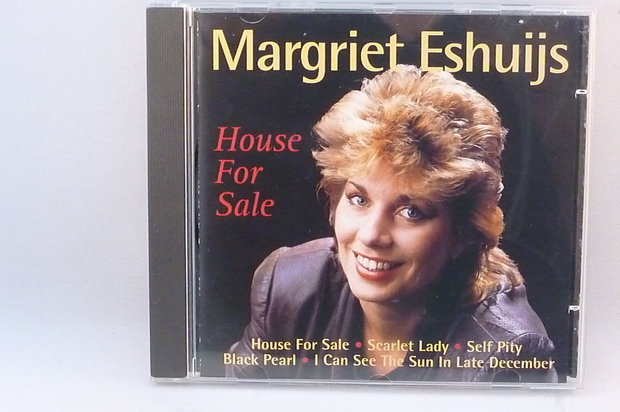 Margriet Eshuijs
House
For
Sale
House For Sale • Scarlet Lady • Self Pity
Black Pearl • I Can See The Sun In Late December